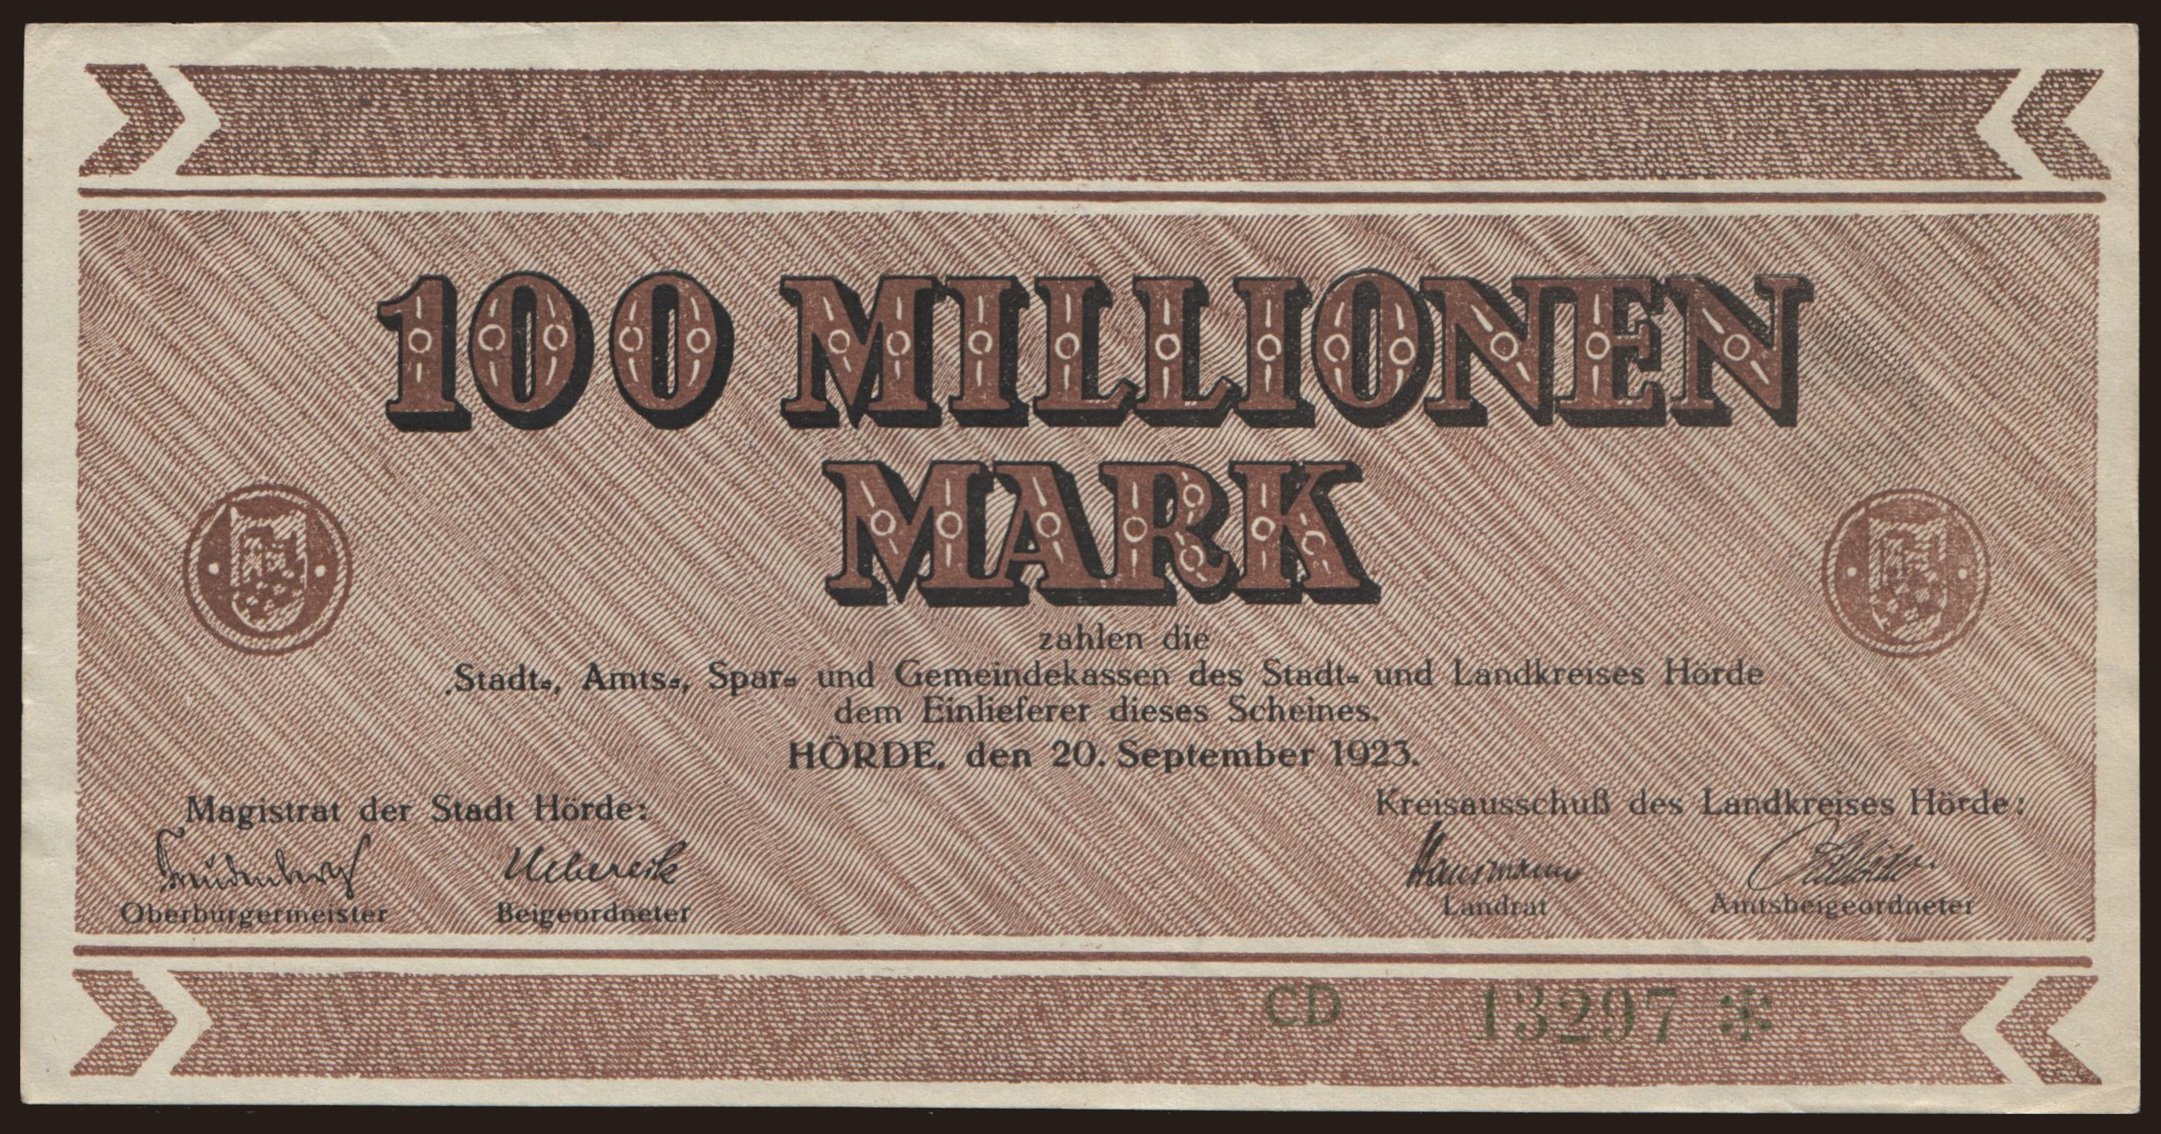 100 MILLIONEN
MARK
zahlen die
Stadt-, Amts-, Spar- und Gemeindekassen des Stadt- und Landkreises Hörde
dem Einlieferer dieses Scheines.
HÖRDE, den 20. September 1923.
Magistrat der Stadt Hörde: Kreisausschuß des Landkreises Hörde:
Freudenberg Hansmann
Oberbürgermeister Beigeordneter Landrat Amtsbeigeordneter
CD 13297 *